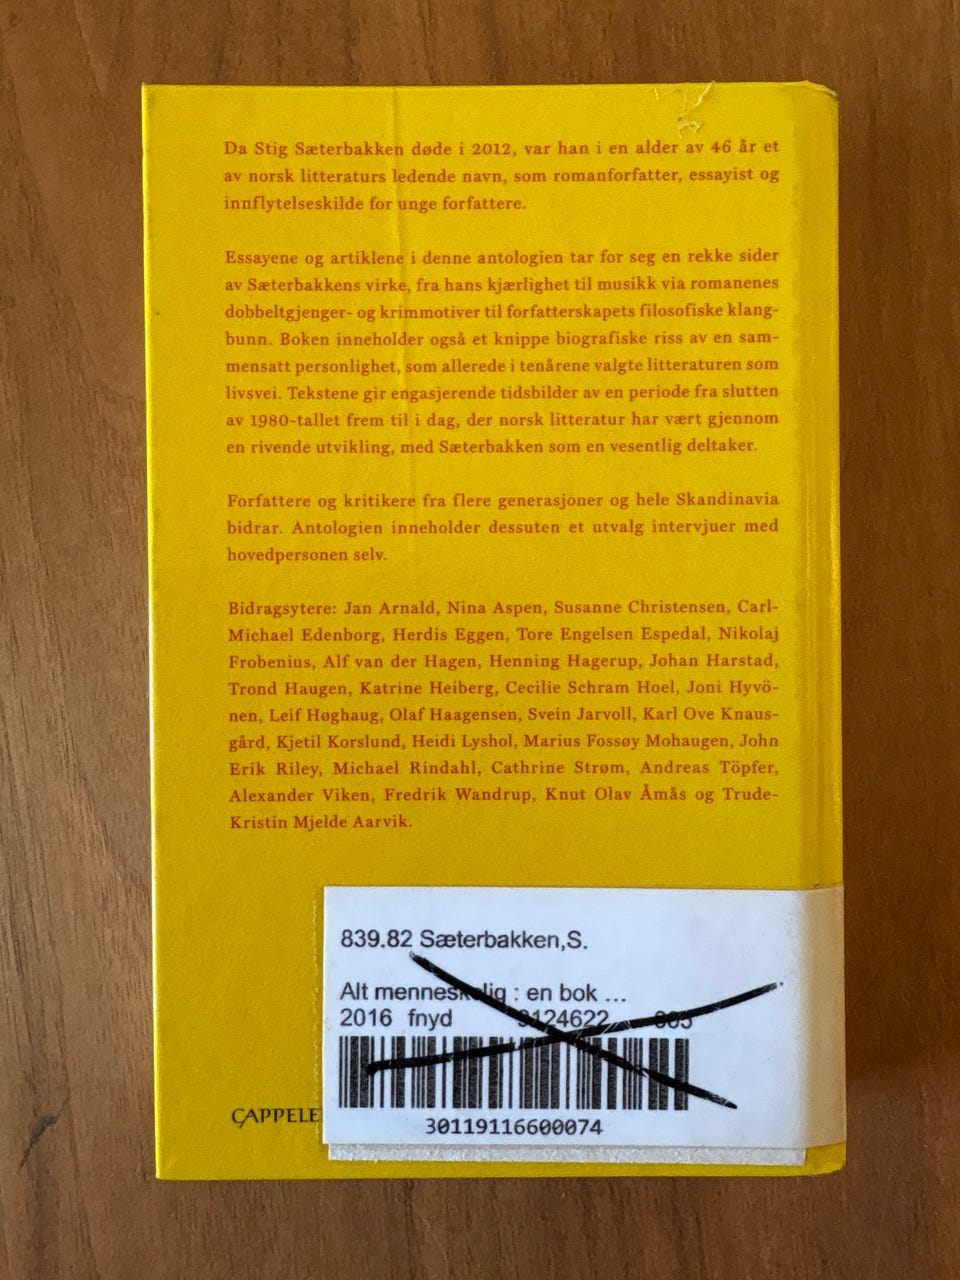 Da Stig Sæterbakken døde i 2012, var han i en alder av 46 år et
av norsk litteraturs ledende navn, som romanforfatter, essayist og
innflytelseskilde for unge forfattere.
Essayene og artiklene i denne antologien tar for seg en rekke sider
av Sæterbakkens virke, fra hans kjærlighet til musikk via romanenes
dobbeltgjenger- og krimmotiver til forfatterskapets filosofiske klang-
bunn. Boken inneholder også et knippe biografiske riss av en sam-
mensatt personlighet, som allerede i tenårene valgte litteraturen som
livsvei. Tekstene gir engasjerende tidsbilder av en periode fra slutten
av 1980-tallet frem til i dag, der norsk litteratur har vært gjennom
en rivende utvikling, med Sæterbakken som en vesentlig deltaker.
Forfattere og kritikere fra flere generasjoner og hele Skandinavia
bidrar. Antologien inneholder dessuten et utvalg intervjuer med
hovedpersonen selv.
Bidragsytere: Jan Arnald, Nina Aspen, Susanne Christensen, Carl-
Michael Edenborg, Herdis Eggen, Tore Engelsen Espedal, Nikolaj
Frobenius, Alf van der Hagen, Henning Hagerup, Johan Harstad,
Trond Haugen, Katrine Heiberg, Cecilie Schram Hoel, Joni Hyvö-
nen, Leif Høghaug, Olaf Haagensen, Svein Jarvoll, Karl Ove Knaus-
gård, Kjetil Korslund, Heidi Lyshol, Marius Fossøy Mohaugen, John
Erik Riley, Michael Rindahl, Cathrine Strøm, Andreas Töpfer,
Alexander Viken, Fredrik Wandrup, Knut Olav Åmås og Trude-
Kristin Mjelde Aarvik.
839.82 Sæterbakken,S.
Alt menneskelig : en bok ...
2016 fnyd 9124622
CAPPELE
30119116600074